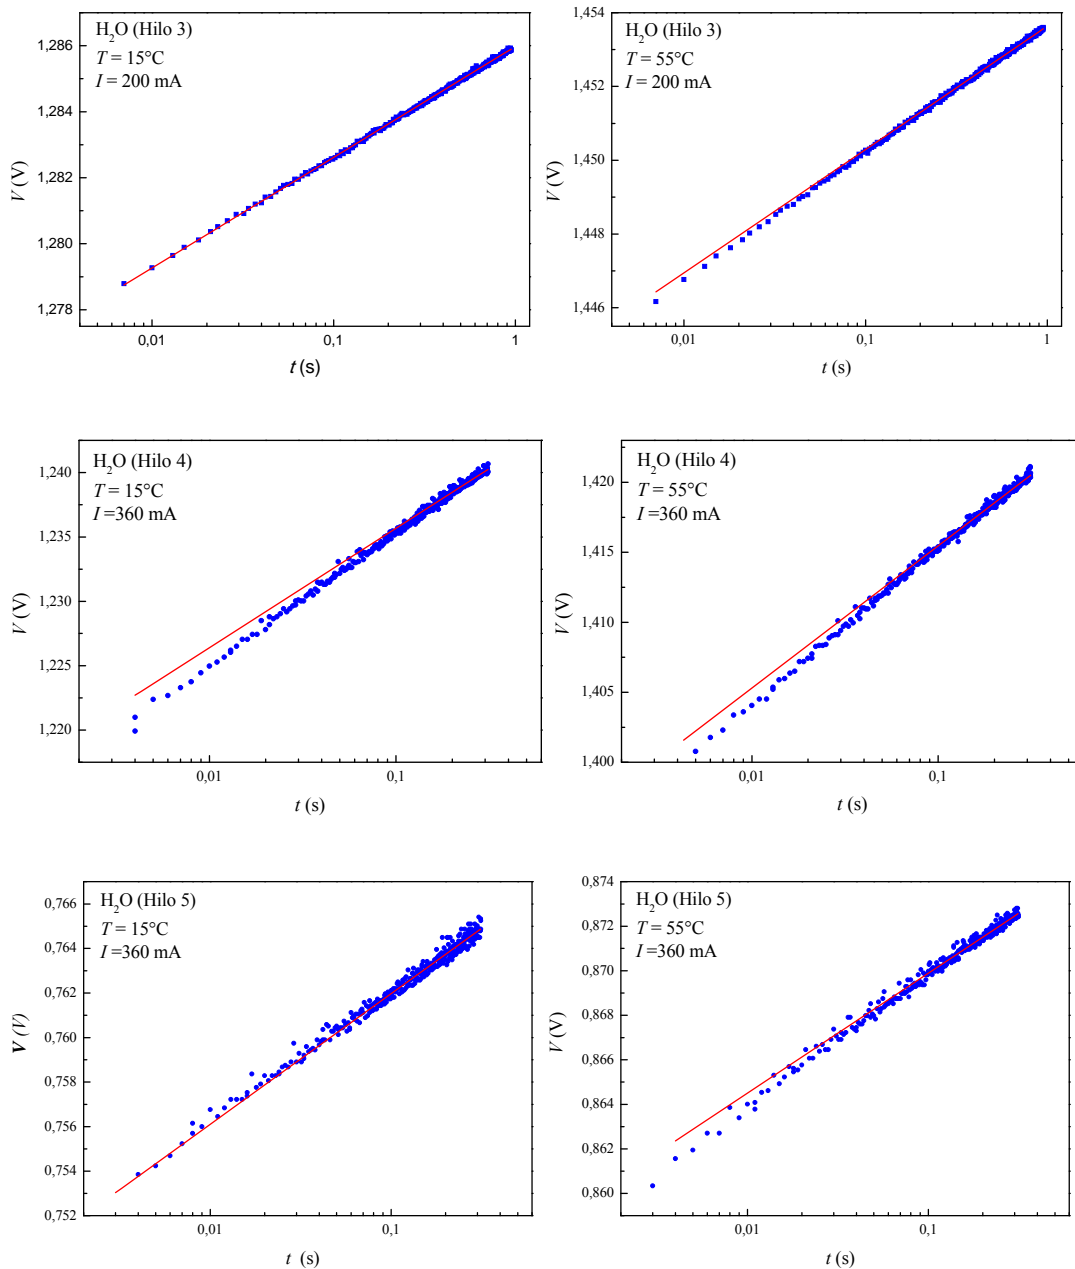 H2O (Hilo 3)
T = 15°C
I = 200 mA
1,286
1,284
1,282
1,280
1,278
V (V)
0,01 0,1 1
t (s)
H2O (Hilo 3)
T = 55°C
I = 200 mA
1,454
1,452
1,450
1,448
1,446
V (V)
0,01 0,1 1
t (s)
H2O (Hilo 4)
T = 15°C
I =360 mA
1,240
1,235
1,230
1,225
1,220
V (V)
0,01 0,1
t (s)
H2O (Hilo 4)
T = 55°C
I =360 mA
1,420
1,415
1,410
1,405
1,400
V (V)
0,01 0,1
t (s)
H2O (Hilo 5)
T = 15°C
I =360 mA
0,766
0,764
0,762
0,760
0,758
0,756
0,754
0,752
V (V)
0,01 0,1
t (s)
H2O (Hilo 5)
T = 55°C
I =360 mA
0,874
0,872
0,870
0,868
0,866
0,864
0,862
0,860
V (V)
0,01 0,1
t (s)